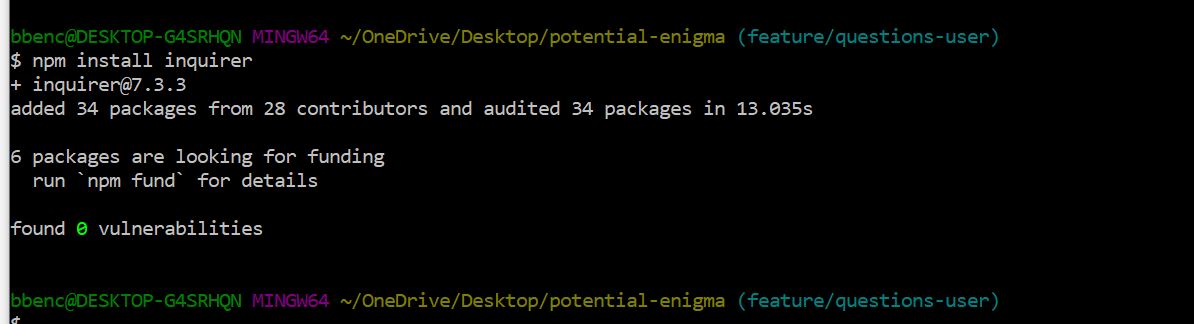 bbenc@DESKTOP-G4SRHQN MINGW64 ~/OneDrive/Desktop/potential-enigma (feature/questions-user)
$ npm install inquirer
+ inquirer@7.3.3
added 34 packages from 28 contributors and audited 34 packages in 13.035s
6 packages are looking for funding
run `npm fund` for details
found 0 vulnerabilities
bbenc@DESKTOP-G4SRHQN MINGW64 ~/OneDrive/Desktop/potential-enigma (feature/questions-user)
$